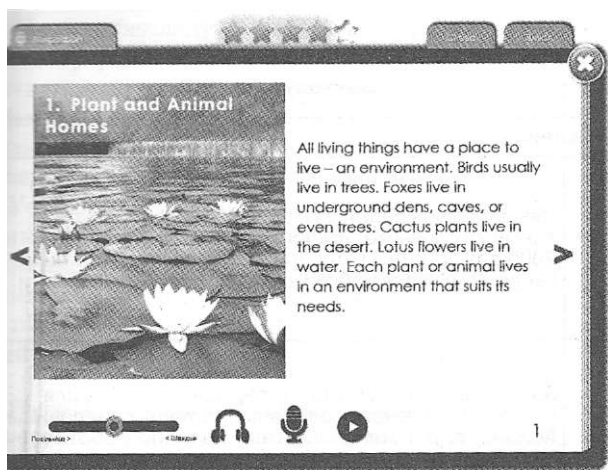 1. Plant and Animal
Homes
All living things have a place to
live – an environment. Birds usually
live in trees. Foxes live in
underground dens, caves, or
even trees. Cactus plants live in
the desert. Lotus flowers live in
water. Each plant or animal lives
in an environment that suits its
needs.
1